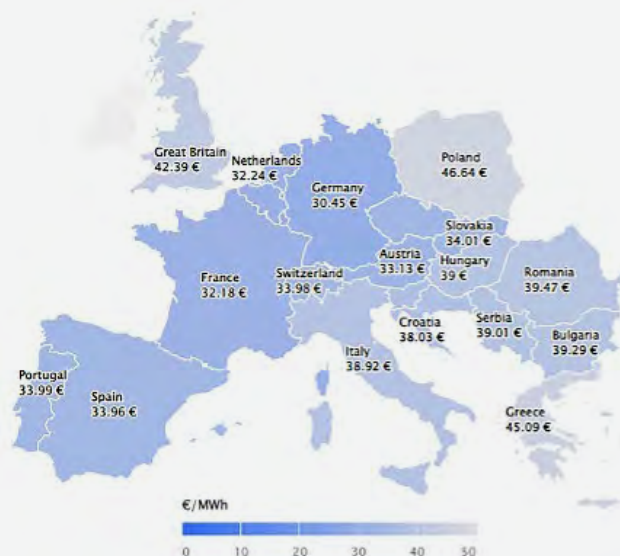 Great Britain
42.39 €
Netherlands
32.24 €
Germany
30.45 €
Poland
46.64 €
Slovakia
34.01 €
Austria
33.13 €
Hungary
39 €
France
32.18 €
Switzerland
33.98 €
Romania
39.47 €
Croatia
38.03 €
Serbia
39.01 €
Bulgaria
39.29 €
Italy
38.92 €
Portugal
33.99 €
Spain
33.96 €
Greece
45.09 €
€/MWh
0 10 20 30 40 50